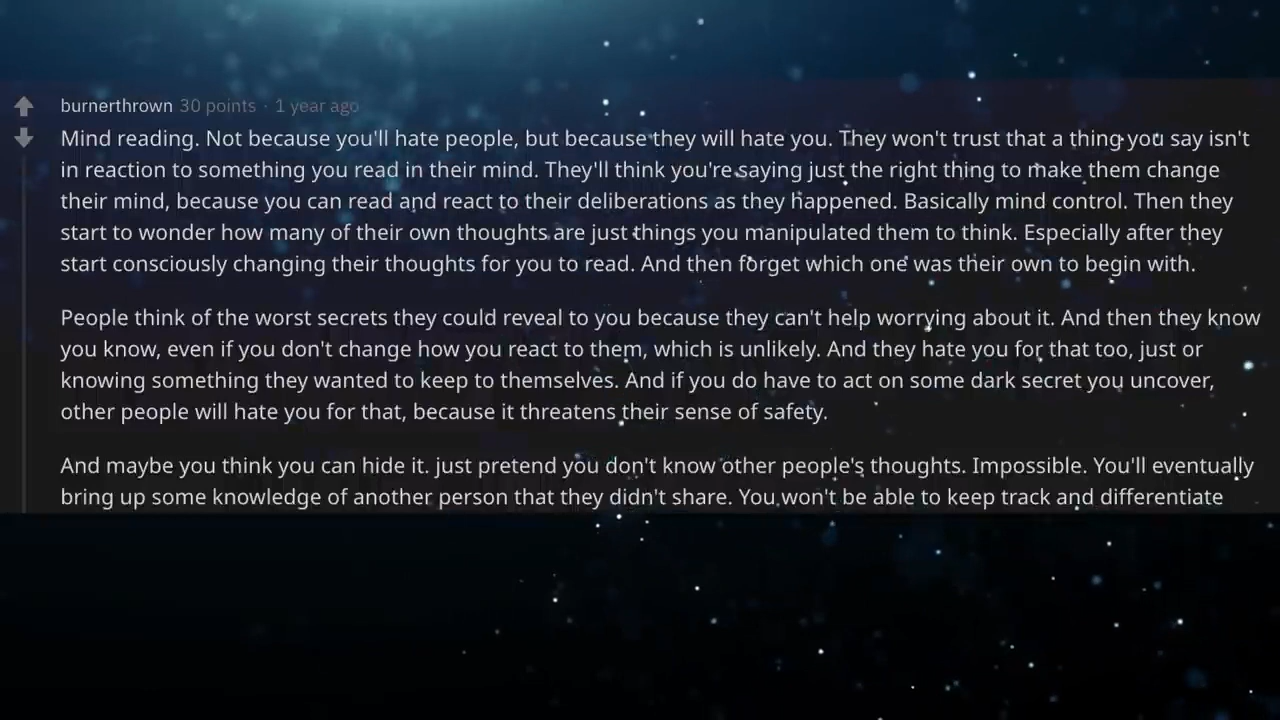 burnerthrown 30 points · 1 year ago
Mind reading. Not because you'll hate people, but because they will hate you. They won't trust that a thing you say isn't
in reaction to something you read in their mind. They'll think you're saying just the right thing to make them change
their mind, because you can read and react to their deliberations as they happened. Basically mind control. Then they
start to wonder how many of their own thoughts are just things you manipulated them to think. Especially after they
start consciously changing their thoughts for you to read. And then forget which one was their own to begin with.
People think of the worst secrets they could reveal to you because they can't help worrying about it. And then they know
you know, even if you don't change how you react to them, which is unlikely. And they hate you for that too, just or
knowing something they wanted to keep to themselves. And if you do have to act on some dark secret you uncover,
other people will hate you for that, because it threatens their sense of safety.
And maybe you think you can hide it. just pretend you don't know other people's thoughts. Impossible. You'll eventually
bring up some knowledge of another person that they didn't share. You won't be able to keep track and differentiate